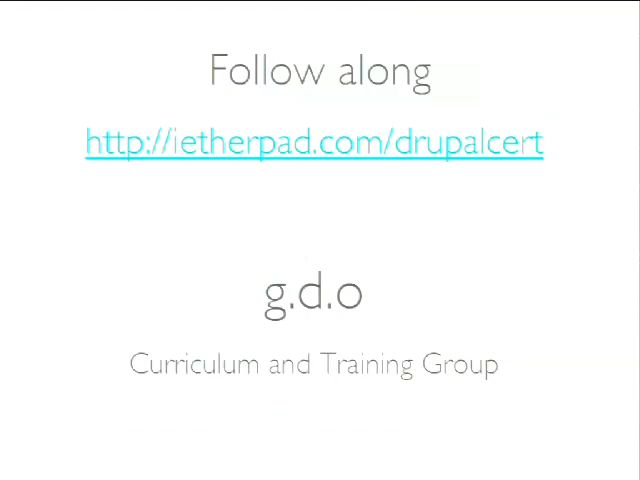 Follow along
http://ietherpad.com/drupalcert
g.d.o
Curriculum and Training Group